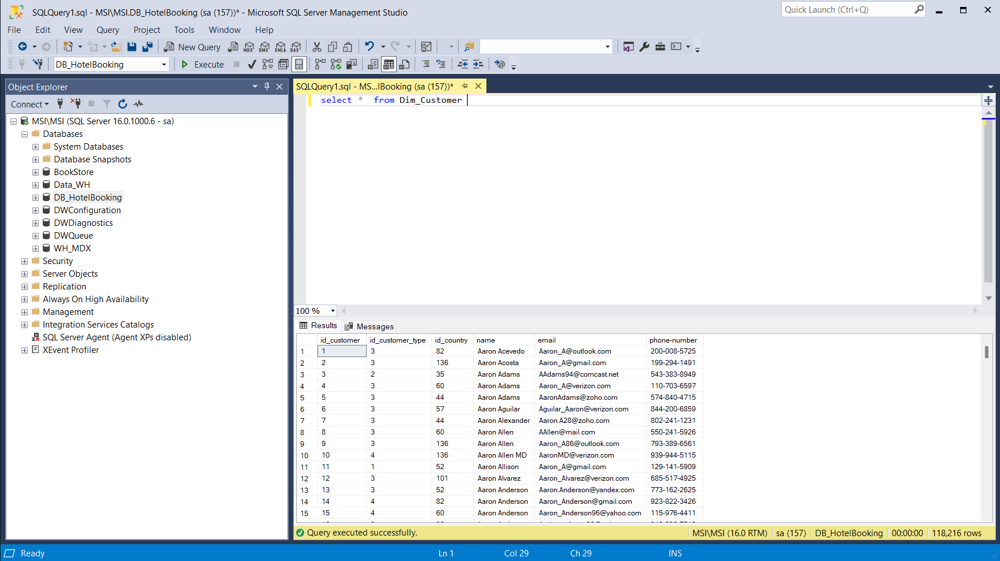 SQLQuery1.sql - MSI\MSI.DB_HotelBooking (sa (157))* - Microsoft SQL Server Management Studio
Quick Launch (Ctrl+Q)
File Edit View Query Project Tools Window Help
New Query MDX DMX XMLA DAX
DB_HotelBooking Execute
Object Explorer
Connect
MSI\MSI (SQL Server 16.0.1000.6 - sa)
Databases
System Databases
Database Snapshots
BookStore
Data_WH
DB_HotelBooking
DWConfiguration
DWDiagnostics
DWQueue
WH_MDX
Security
Server Objects
Replication
Always On High Availability
Management
Integration Services Catalogs
SQL Server Agent (Agent XPs disabled)
XEvent Profiler
SQLQuery1.sql - MS...lBooking (sa (157))*
select *  from Dim_Customer
100 %
Results Messages
id_customer id_customer_type id_country name email phone-number
1 1 3 82 Aaron Acevedo Aaron_A@outlook.com 200-008-5725
2 2 3 136 Aaron Acosta Aaron_A@gmail.com 199-294-1491
3 3 2 35 Aaron Adams AAdams94@comcast.net 543-383-8949
4 4 3 60 Aaron Adams Aaron_A@verizon.com 110-703-6597
5 5 3 44 Aaron Adams AaronAdams@zoho.com 574-840-4715
6 6 3 57 Aaron Aguilar Aguilar_Aaron@verizon.com 844-200-6859
7 7 3 44 Aaron Alexander Aaron.A28@zoho.com 802-241-1231
8 8 3 60 Aaron Allen AAllen@mail.com 550-241-5926
9 9 3 136 Aaron Allen Aaron_A86@outlook.com 793-389-6561
10 10 4 136 Aaron Allen MD AaronMD@verizon.com 939-944-5115
11 11 1 52 Aaron Allison Aaron_A@gmail.com 129-141-5909
12 12 3 101 Aaron Alvarez Aaron_Alvarez@verizon.com 685-517-4925
13 13 3 52 Aaron Anderson Aaron.Anderson@yandex.com 773-162-2625
14 14 4 82 Aaron Anderson Aaron_Anderson@gmail.com 923-822-3426
15 15 4 60 Aaron Anderson Aaron_Anderson96@yahoo.com 115-976-4411
Query executed successfully. MSI\MSI (16.0 RTM) sa (157) DB_HotelBooking 00:00:00 118,216 rows
Ready Ln 1 Col 29 Ch 29 INS